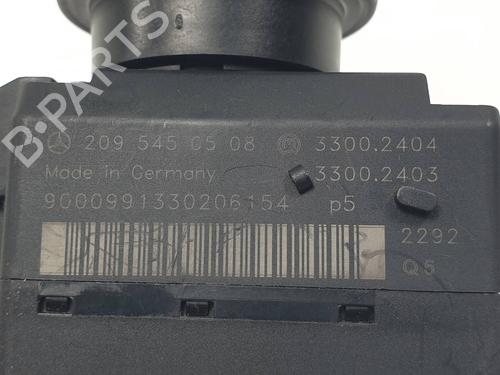 209 545 05 08 3300.2404
Made in Germany 3300.2403
9000991330206154 p5
2292
Q5
B-PARTS